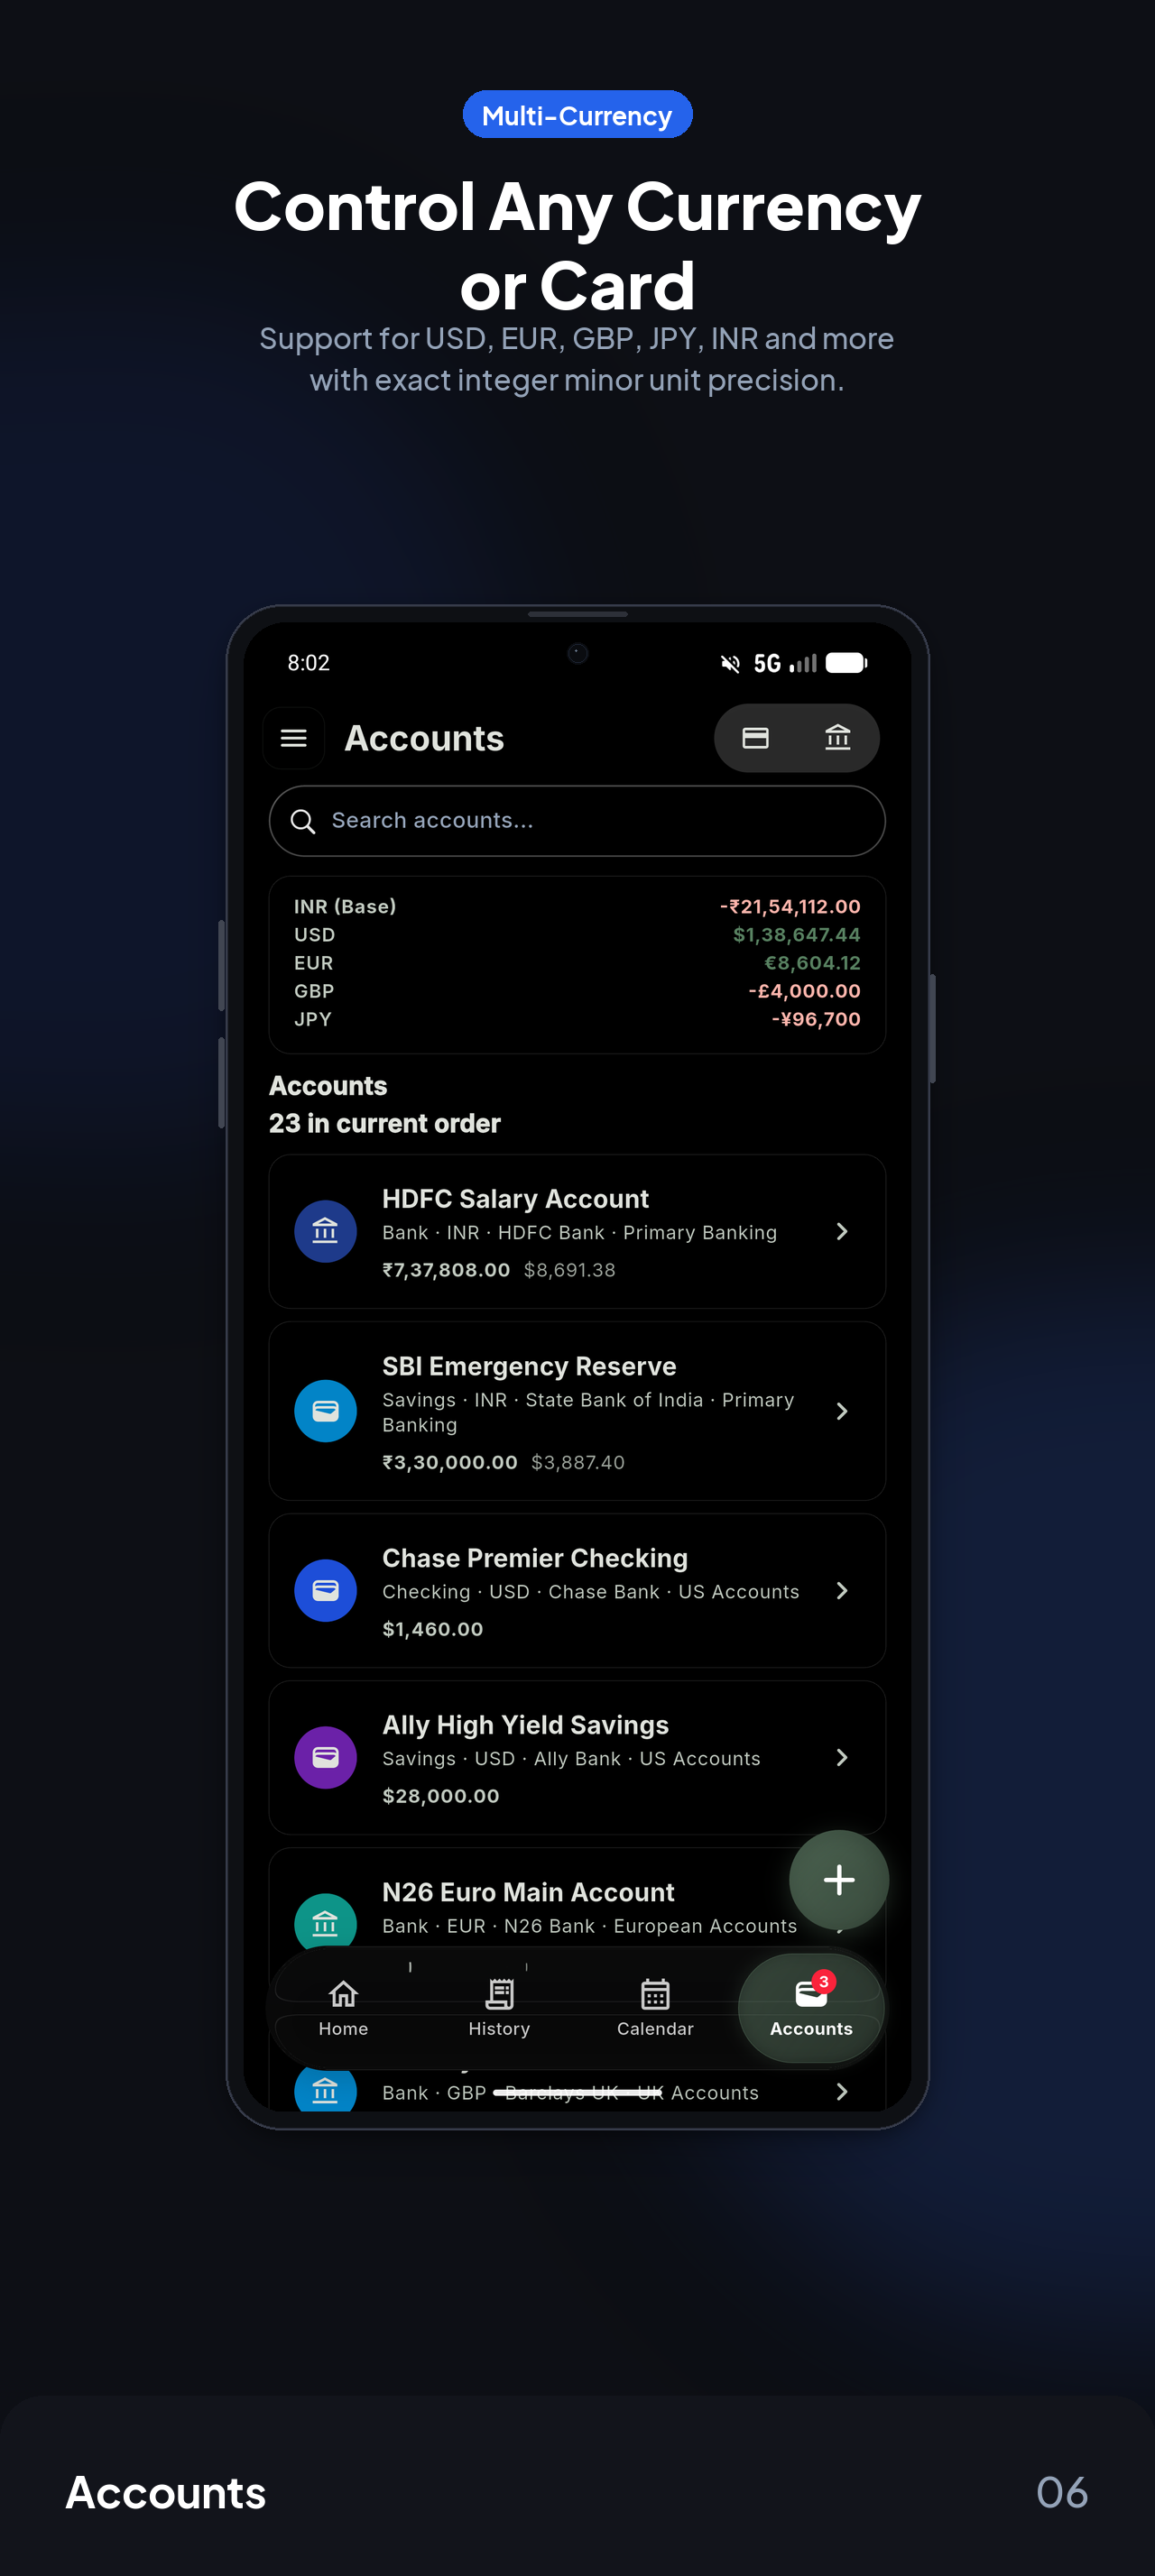 Multi-Currency
Control Any Currency
or Card
Support for USD, EUR, GBP, JPY, INR and more
with exact integer minor unit precision.
8:02
5G
Accounts
Search accounts...
INR (Base) -₹21,54,112.00
USD $1,38,647.44
EUR €8,604.12
GBP -£4,000.00
JPY -¥96,700
Accounts
23 in current order
HDFC Salary Account
Bank · INR · HDFC Bank · Primary Banking
₹7,37,808.00 $8,691.38
SBI Emergency Reserve
Savings · INR · State Bank of India · Primary
Banking
₹3,30,000.00 $3,887.40
Chase Premier Checking
Checking · USD · Chase Bank · US Accounts
$1,460.00
Ally High Yield Savings
Savings · USD · Ally Bank · US Accounts
$28,000.00
N26 Euro Main Account
Bank · EUR · N26 Bank · European Accounts
3
Home History Calendar Accounts
Bank · GBP · Barclays UK · UK Accounts
Accounts 06